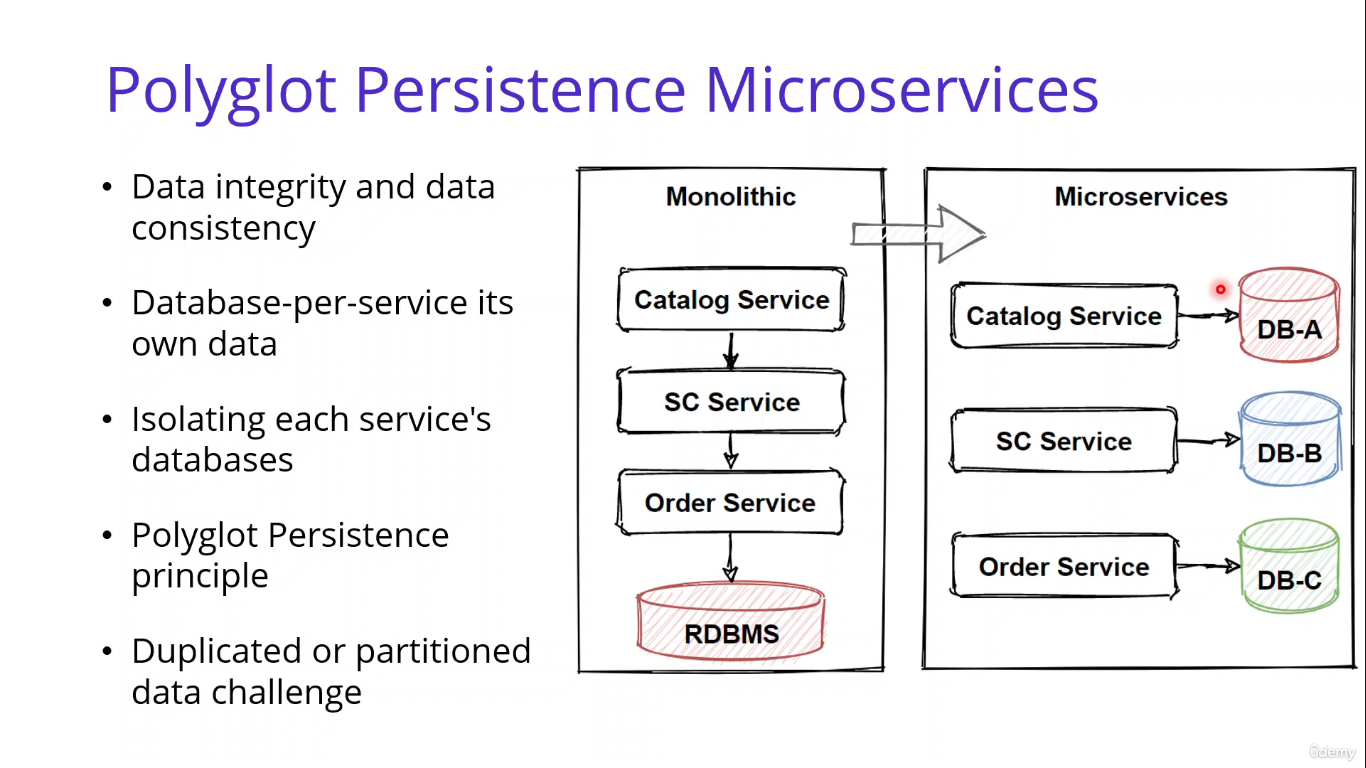 Polyglot Persistence Microservices
• Data integrity and data
consistency
• Database-per-service its
own data
• Isolating each service's
databases
• Polyglot Persistence
principle
• Duplicated or partitioned
data challenge
Monolithic
Catalog Service
SC Service
Order Service
RDBMS
Microservices
Catalog Service
DB-A
SC Service
DB-B
Order Service
DB-C
ûdemy